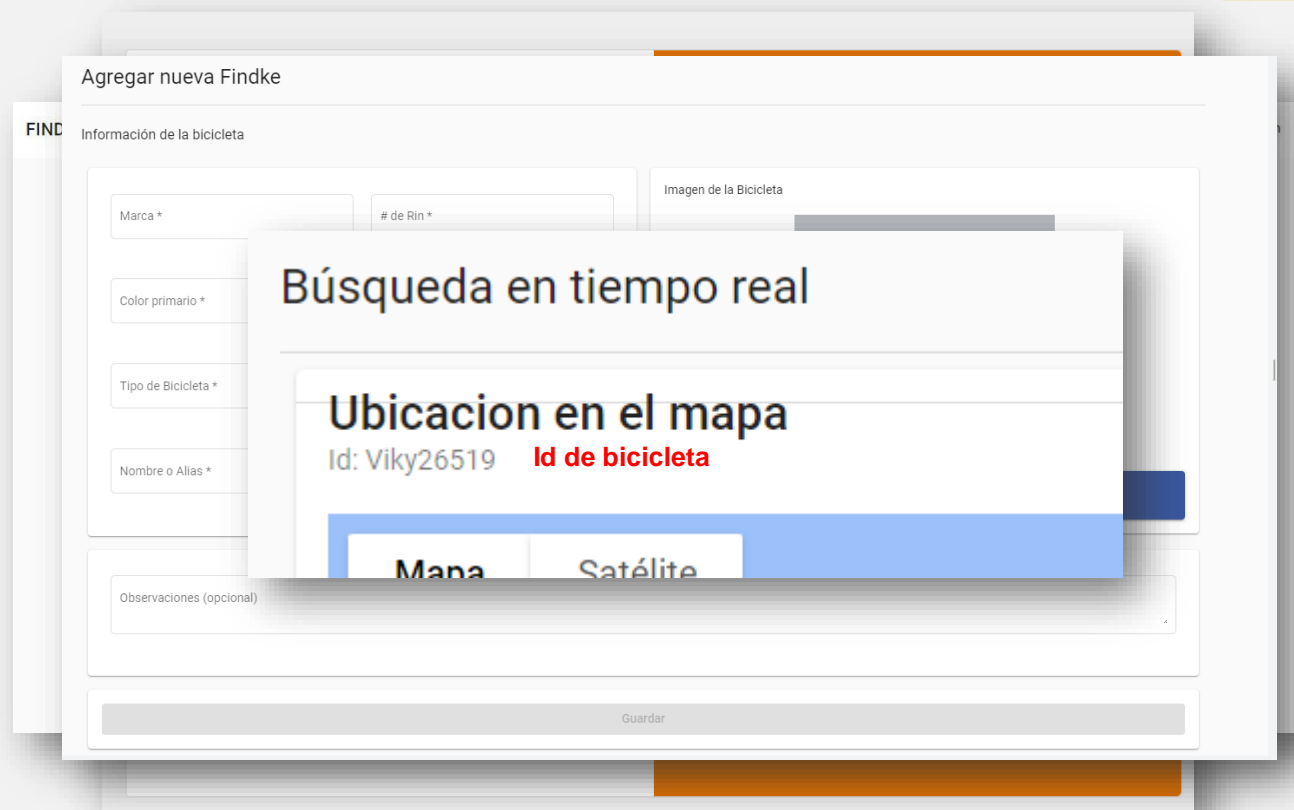 Agregar nueva Findke
FIND
Información de la bicicleta
Imagen de la Bicicleta
Marca *
# de Rin *
Búsqueda en tiempo real
Color primario *
Tipo de Bicicleta *
Ubicacion en el mapa
Id: Viky26519 Id de bicicleta
Nombre o Alias *
Mapa Satélite
Observaciones (opcional)
Guardar